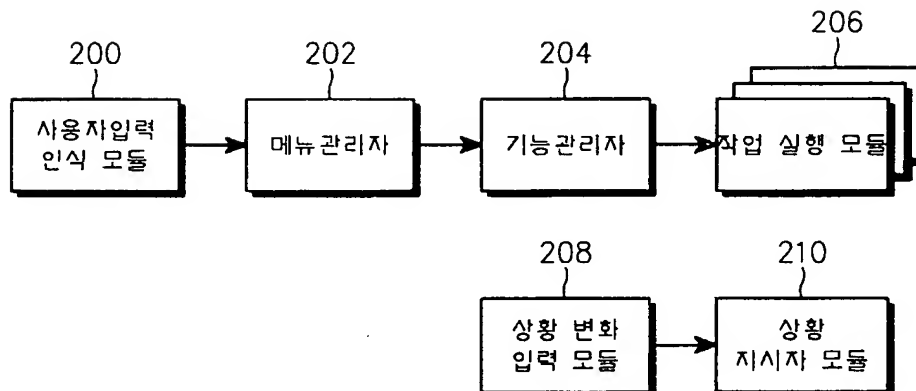 200
202
204
206
사용자입력
인식 모듈
메뉴관리자
기능관리자
작업 실행 모듈
208
210
상황 변화
입력 모듈
상황
지시자 모듈